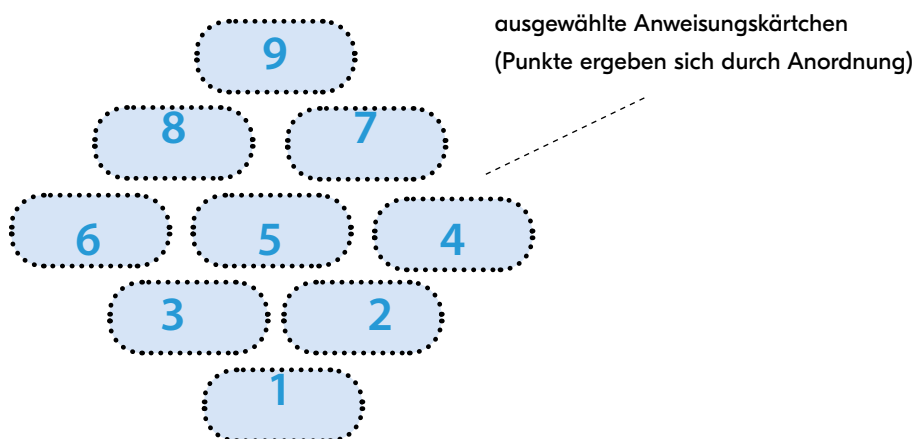 ausgewählte Anweisungskärtchen
(Punkte ergeben sich durch Anordnung)
9
8 7
6 5 4
3 2
1